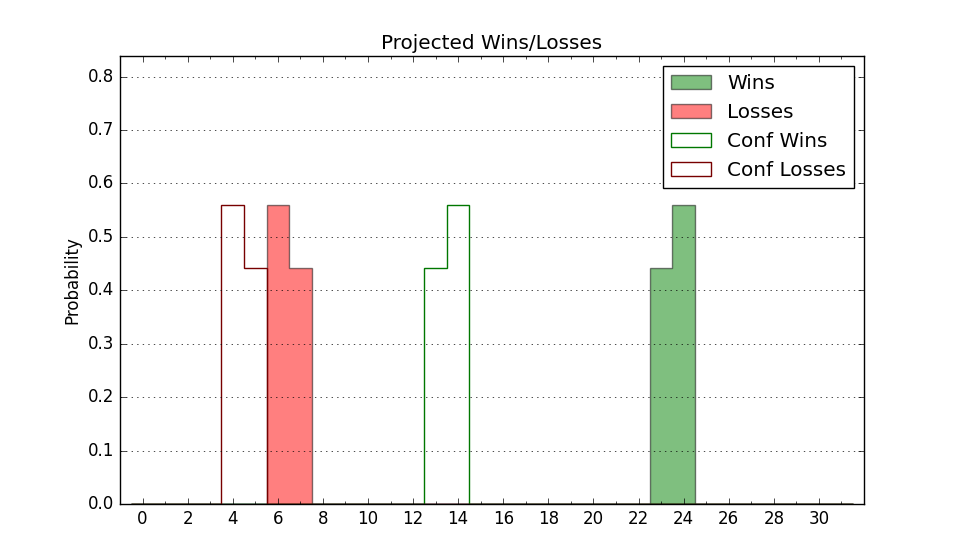 Projected Wins/Losses
Wins
Losses
Conf Wins
Conf Losses
Probability
0.8
0.7
0.6
0.5
0.4
0.3
0.2
0.1
0.0
0 2 4 6 8 10 12 14 16 18 20 22 24 26 28 30